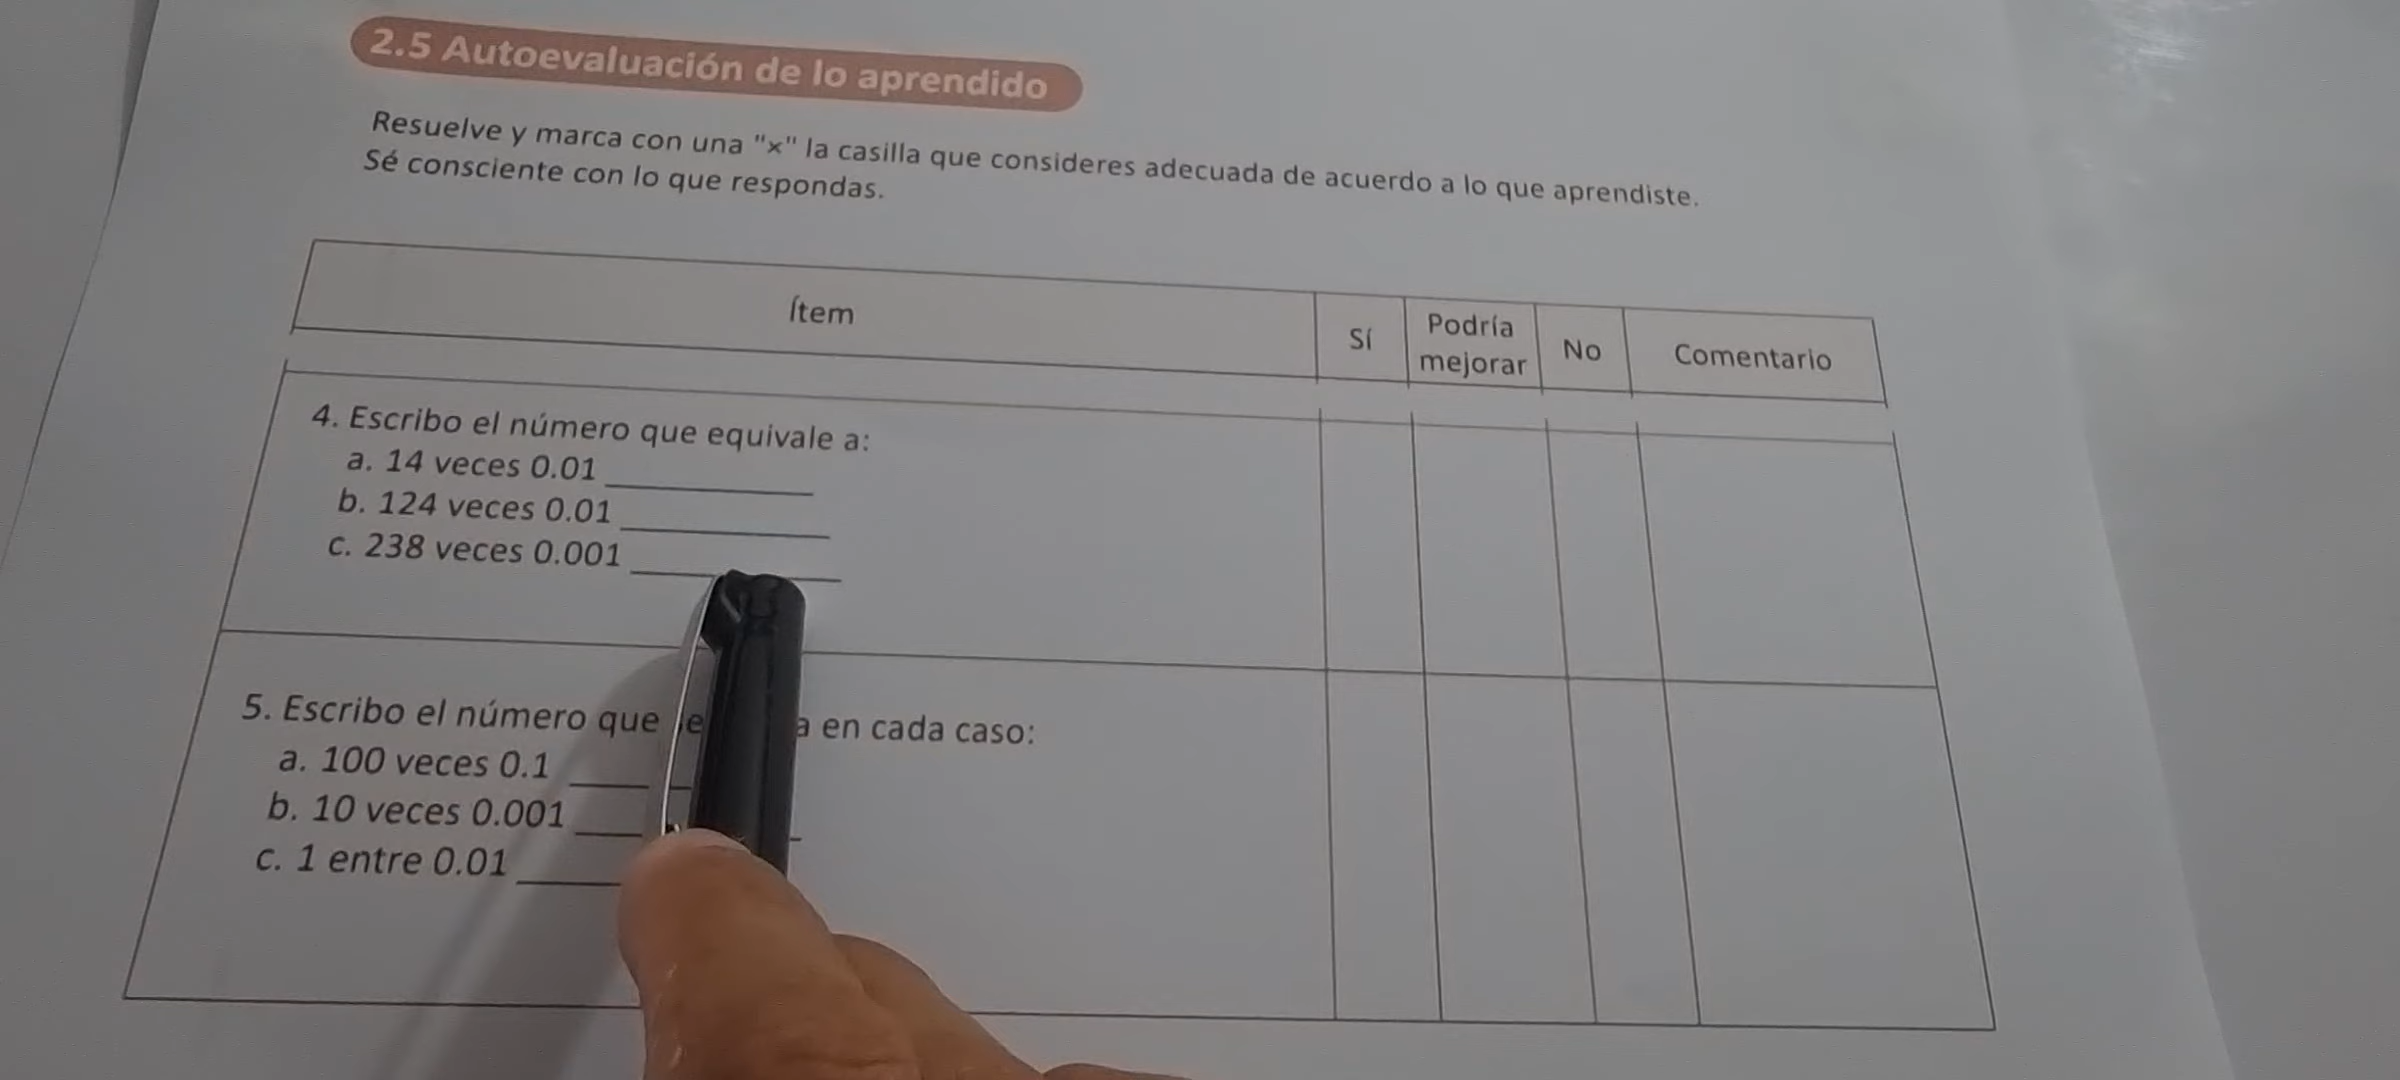 2.5 Autoevaluación de lo aprendido
Resuelve y marca con una "x" la casilla que consideres adecuada de acuerdo a lo que aprendiste.
Sé consciente con lo que respondas.
Ítem
Sí
Podría
mejorar
No
Comentario
4. Escribo el número que equivale a:
a. 14 veces 0.01
b. 124 veces 0.01
c. 238 veces 0.001
5. Escribo el número que en cada caso:
a. 100 veces 0.1
b. 10 veces 0.001
c. 1 entre 0.01